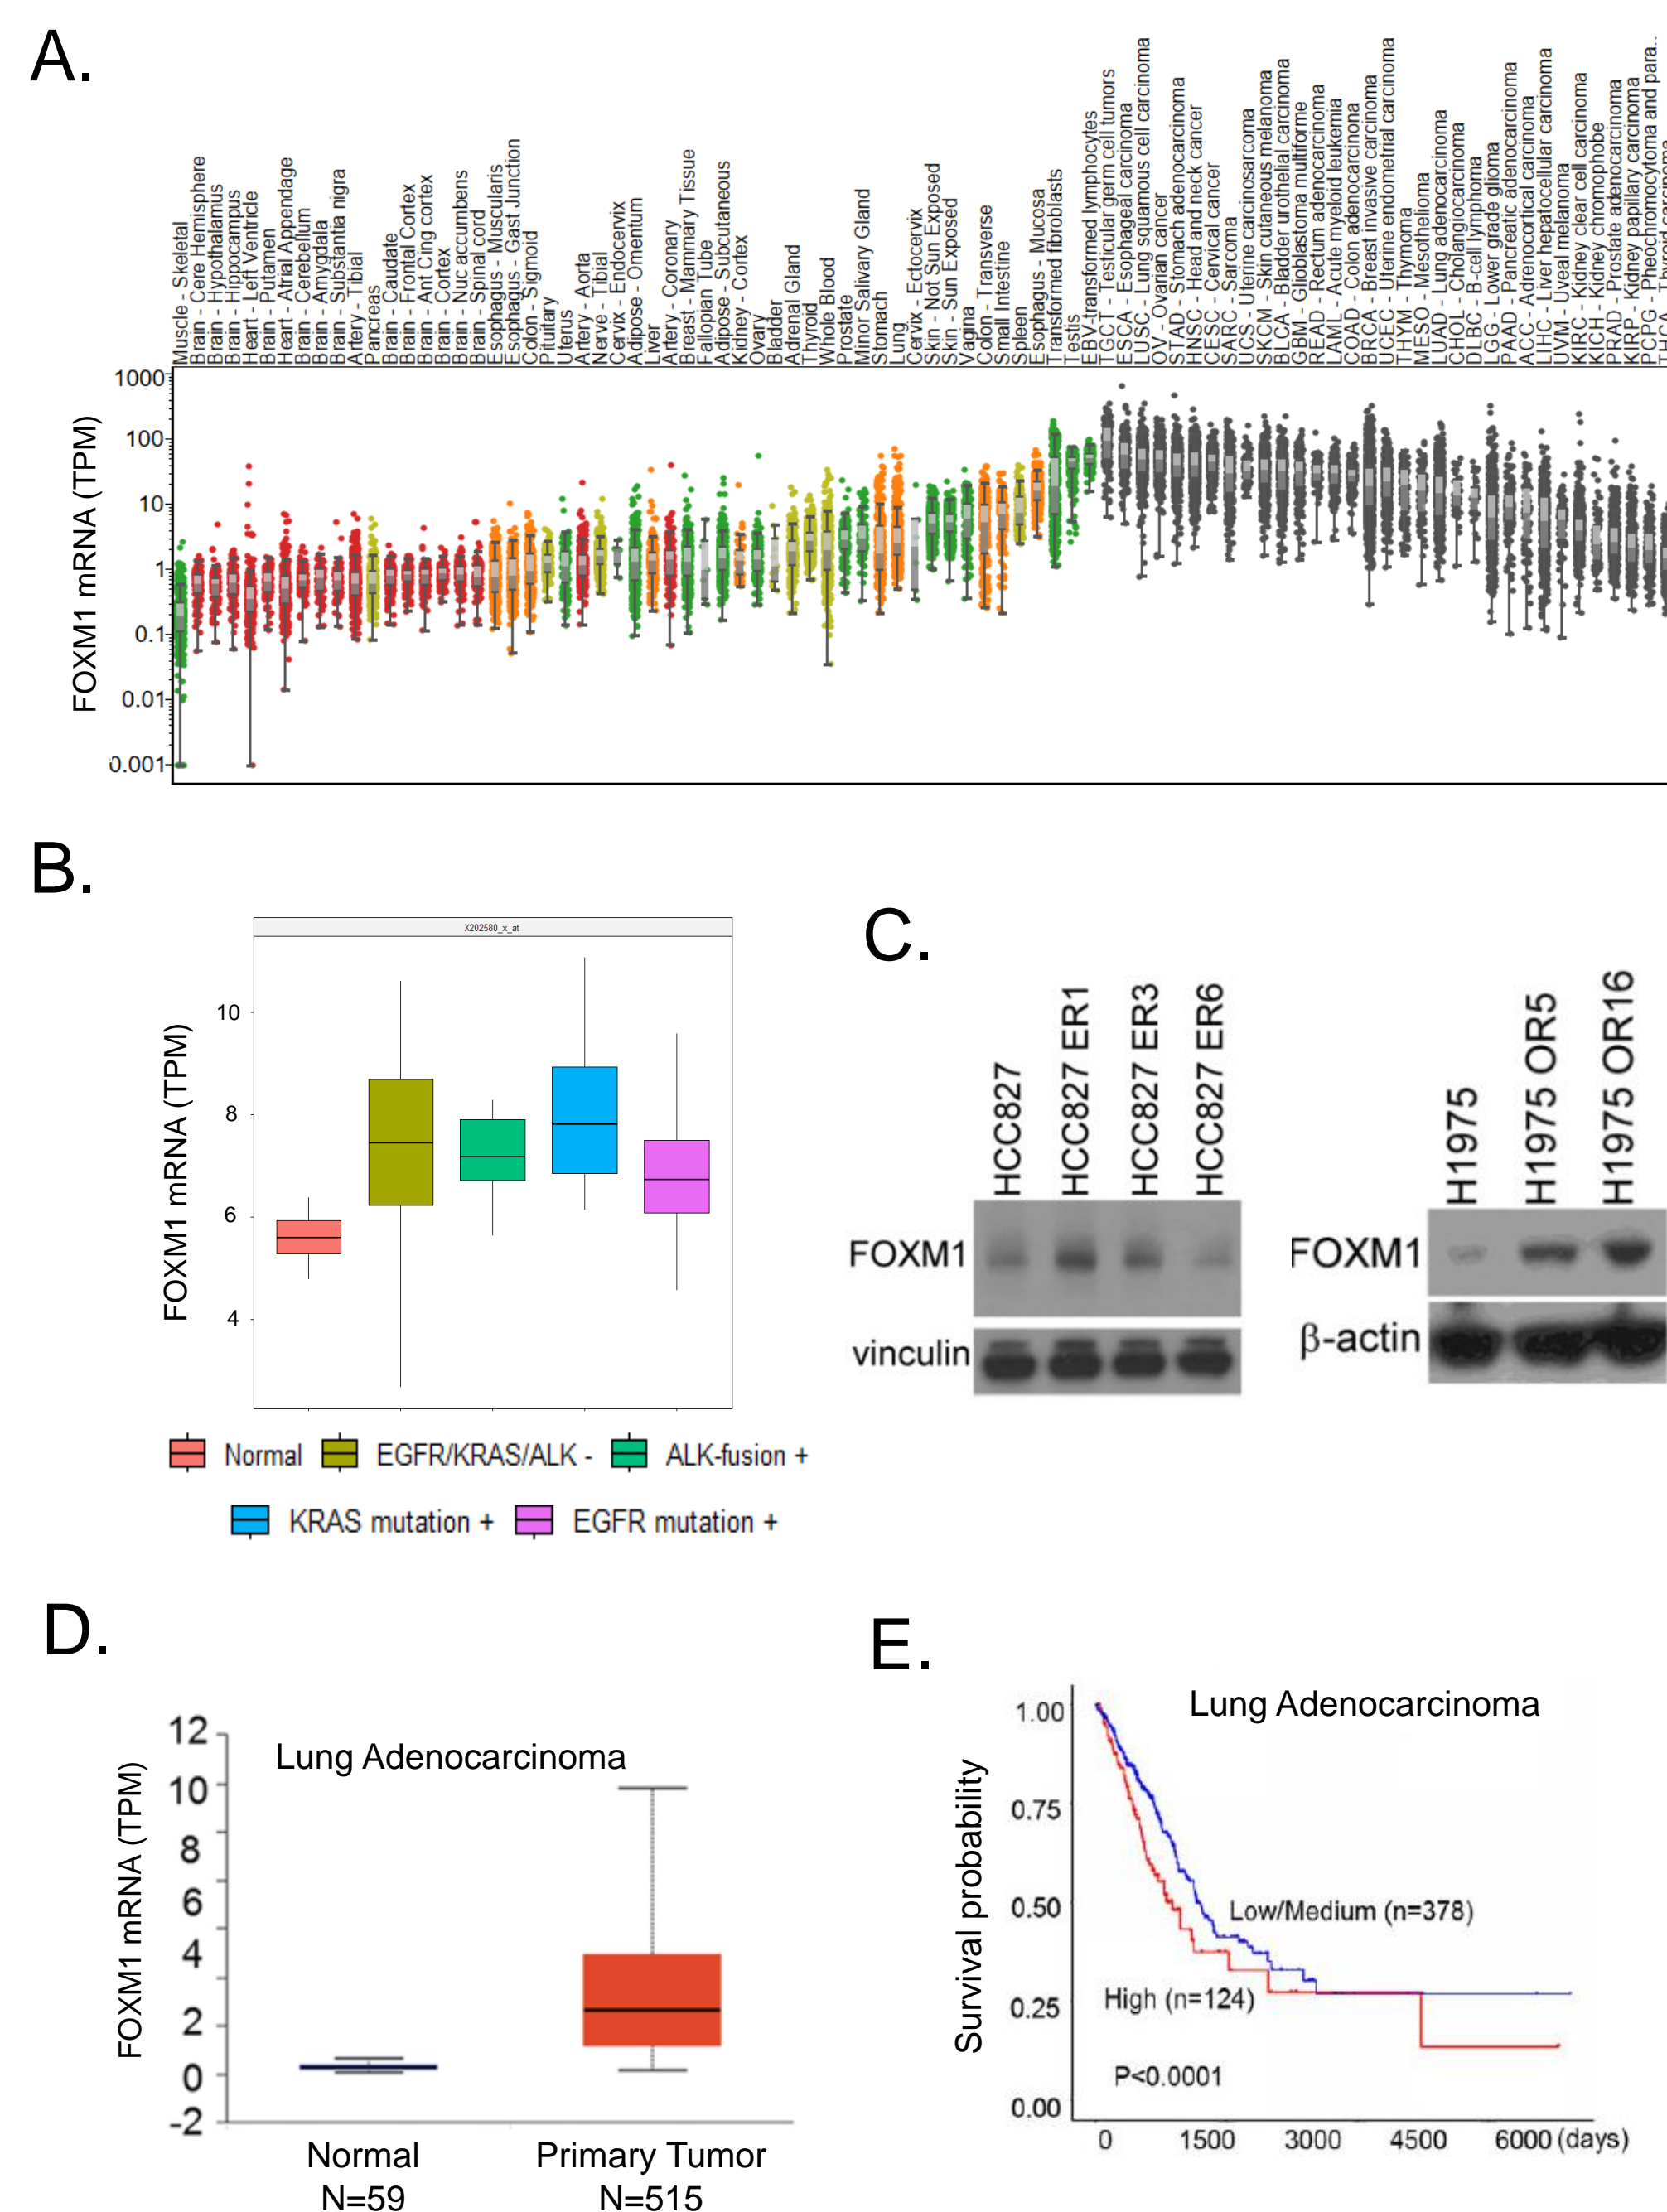 A.
Muscle - Skeletal
Brain - Cere Hemisphere
Brain - Hypothalamus
Brain - Hippocampus
Heart - Left Ventricle
Brain - Putamen
Heart - Atrial Appendage
Brain - Cerebellum
Brain - Amygdala
Brain - Substantia nigra
Artery - Tibial
Pancreas
Brain - Caudate
Brain - Frontal Cortex
Brain - Ant Cing cortex
Brain - Cortex
Brain - Nuc accumbens
Brain - Spinal cord
Esophagus - Muscularis
Esophagus - Gast Junction
Colon - Sigmoid
Pituitary
Uterus
Artery - Aorta
Nerve - Tibial
Cervix - Endocervix
Adipose - Omentum
Liver
Artery - Coronary
Breast - Mammary Tissue
Fallopian Tube
Adipose - Subcutaneous
Kidney - Cortex
Ovary
Bladder
Adrenal Gland
Thyroid
Whole Blood
Prostate
Minor Salivary Gland
Stomach
Lung
Cervix - Ectocervix
Skin - Not Sun Exposed
Skin - Sun Exposed
Vagina
Colon - Transverse
Small Intestine
Spleen
Esophagus - Mucosa
Transformed fibroblasts
Testis
EBV-transformed lymphocytes
TGCT - Testicular germ cell tumors
ESCA - Esophageal carcinoma
LUSC - Lung squamous cell carcinoma
OV - Ovarian cancer
STAD - Stomach adenocarcinoma
HNSC - Head and neck cancer
CESC - Cervical cancer
SARC - Sarcoma
UCS - Uterine carcinosarcoma
SKCM - Skin cutaneous melanoma
BLCA - Bladder urothelial carcinoma
GBM - Glioblastoma multiforme
READ - Rectum adenocarcinoma
LAML - Acute myeloid leukemia
COAD - Colon adenocarcinoma
BRCA - Breast invasive carcinoma
UCEC - Uterine endometrial carcinoma
THYM - Thymoma
MESO - Mesothelioma
LUAD - Lung adenocarcinoma
CHOL - Cholangiocarcinoma
DLBC - B-cell lymphoma
LGG - Lower grade glioma
PAAD - Pancreatic adenocarcinoma
ACC - Adrenocortical carcinoma
LIHC - Liver hepatocellular carcinoma
UVM - Uveal melanoma
KIRC - Kidney clear cell carcinoma
KICH - Kidney chromophobe
PRAD - Prostate adenocarcinoma
KIRP - Kidney papillary carcinoma
PCPG - Pheochromocytoma and para..
FOXM1 mRNA (TPM)
1000
100
10
1
0.1
0.01
0.001
B.
X202580_x_at
FOXM1 mRNA (TPM)
10
8
6
4
Normal EGFR/KRAS/ALK - ALK-fusion +
KRAS mutation + EGFR mutation +
C.
HCC827
HCC827 ER1
HCC827 ER3
HCC827 ER6
FOXM1
vinculin
H1975
H1975 OR5
H1975 OR16
FOXM1
β-actin
D.
Lung Adenocarcinoma
FOXM1 mRNA (TPM)
12
10
8
6
4
2
0
-2
Normal Primary Tumor
N=59 N=515
E.
Lung Adenocarcinoma
Survival probability
1.00
0.75
0.50
0.25
0.00
Low/Medium (n=378)
High (n=124)
P<0.0001
0 1500 3000 4500 6000 (days)